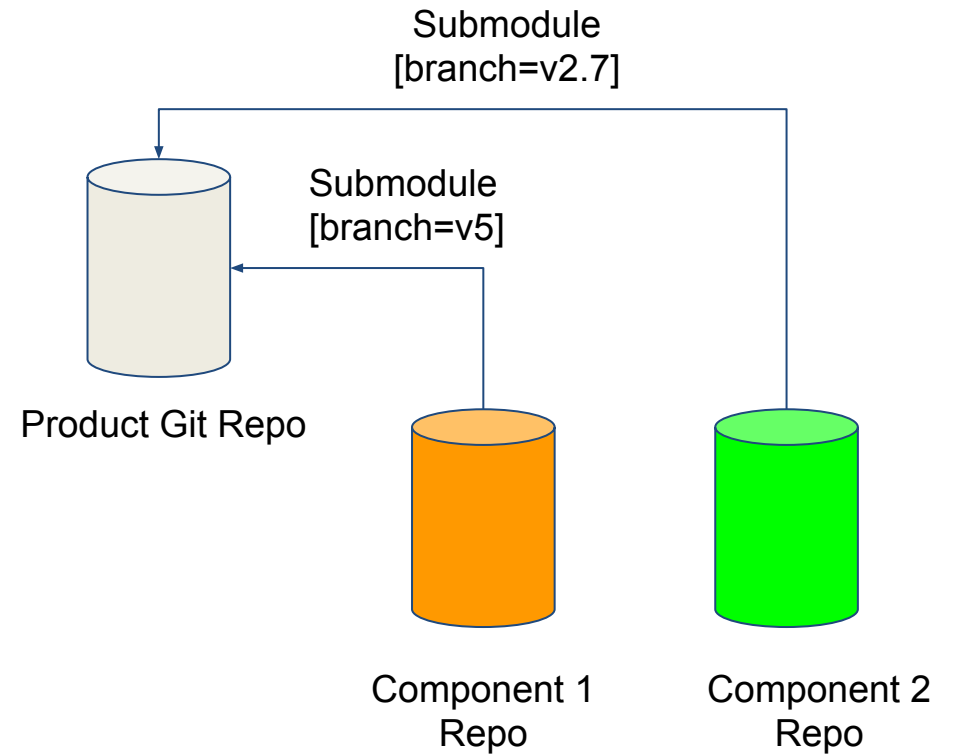 Submodule
[branch=v2.7]
Submodule
[branch=v5]
Product Git Repo
Component 1
Repo
Component 2
Repo